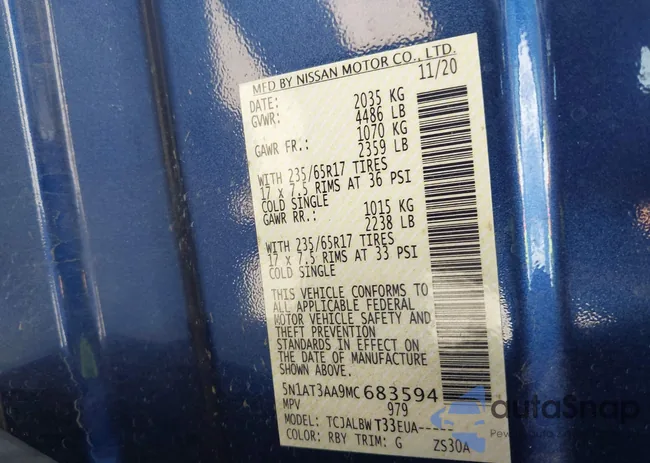 MFD BY NISSAN MOTOR CO., LTD.
DATE: 11/20
GVWR: 2035 KG
4486 LB
GAWR FR.: 1070 KG
2359 LB
WITH 235/65R17 TIRES
17 x 7.5 RIMS AT 36 PSI
COLD SINGLE
GAWR RR.: 1015 KG
2238 LB
WITH 235/65R17 TIRES
17 x 7.5 RIMS AT 33 PSI
COLD SINGLE
THIS VEHICLE CONFORMS TO
ALL APPLICABLE FEDERAL
MOTOR VEHICLE SAFETY AND
THEFT PREVENTION
STANDARDS IN EFFECT ON
THE DATE OF MANUFACTURE
SHOWN ABOVE.
5N1AT3AA9MC683594
MPV 979
MODEL: TCJALBWT33EUA-----
COLOR: RBY TRIM: G ZS30A
autoSnap